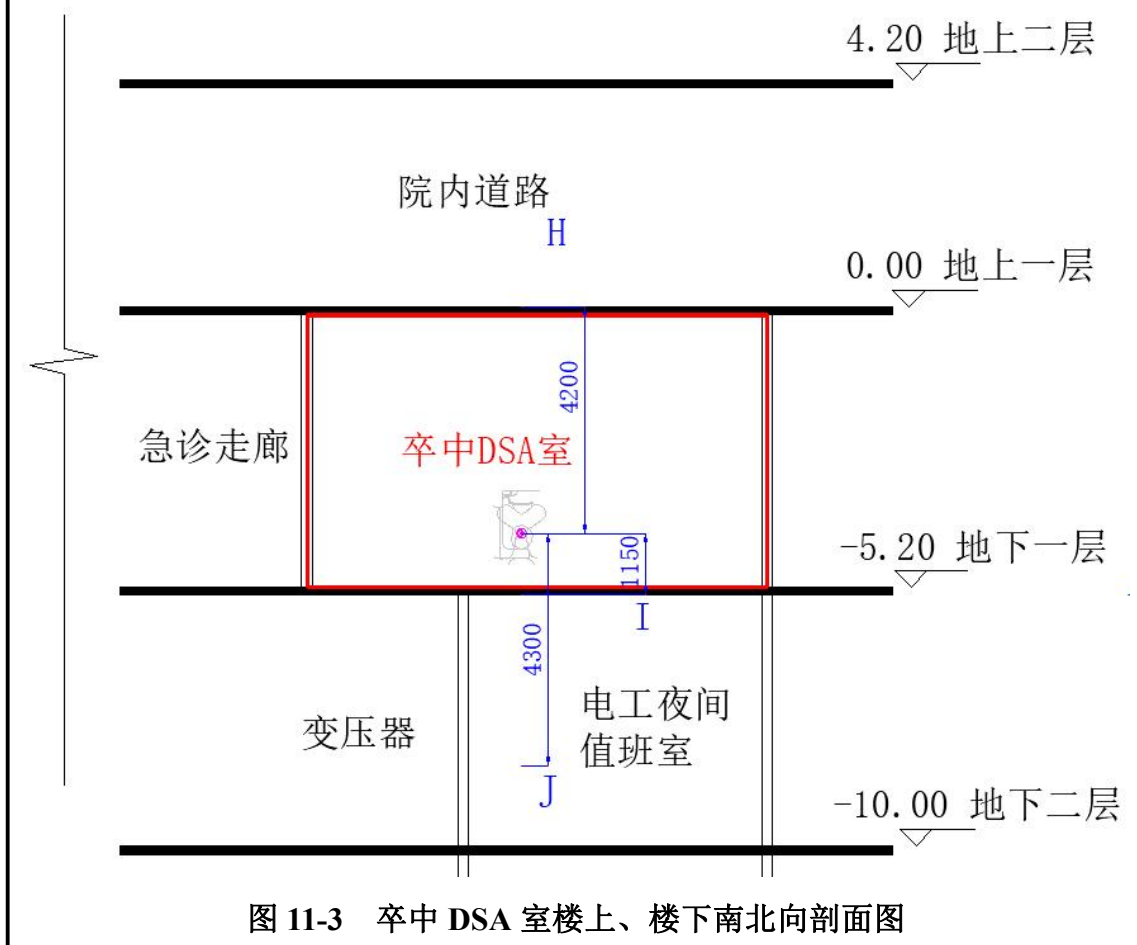 4.20 地上二层
院内道路
H
0.00 地上一层
4200
急诊走廊
卒中DSA室
1150
-5.20 地下一层
I
4300
电工夜间
值班室
变压器
J
-10.00 地下二层
图 11-3 卒中 DSA 室楼上、楼下南北向剖面图